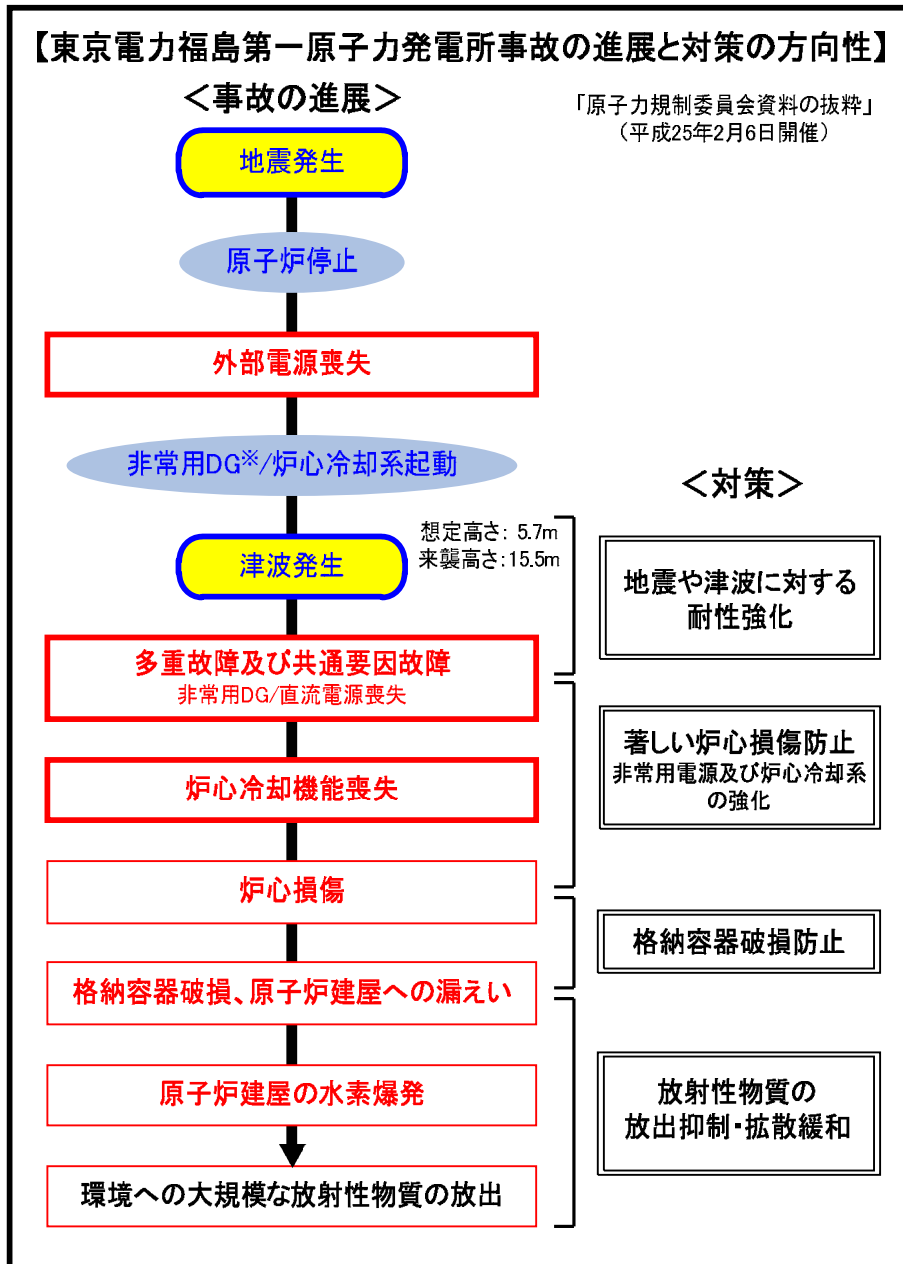 【東京電力福島第一原子力発電所事故の進展と対策の方向性】
＜事故の進展＞
「原子力規制委員会資料の抜粋」
（平成25年2月6日開催）
地震発生
原子炉停止
外部電源喪失
非常用DG※/炉心冷却系起動
＜対策＞
想定高さ: 5.7m
来襲高さ:15.5m
津波発生
地震や津波に対する
耐性強化
多重故障及び共通要因故障
非常用DG/直流電源喪失
著しい炉心損傷防止
非常用電源及び炉心冷却系
の強化
炉心冷却機能喪失
炉心損傷
格納容器破損防止
格納容器破損、原子炉建屋への漏えい
原子炉建屋の水素爆発
放射性物質の
放出抑制・拡散緩和
環境への大規模な放射性物質の放出